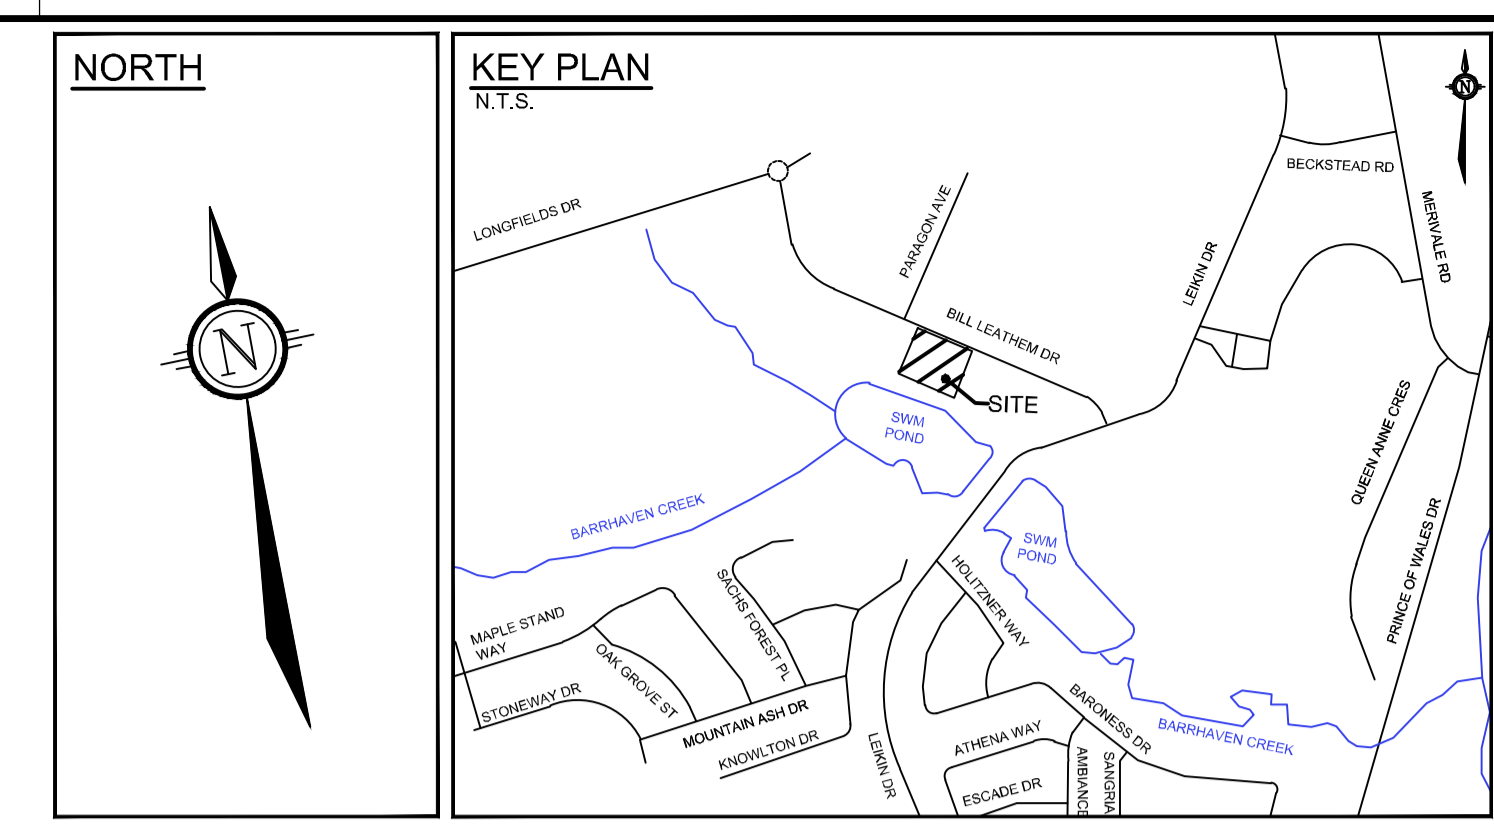 NORTH
N
KEY PLAN
N.T.S.
N
LONGFIELDS DR
PARAGON AVE
BILL LEATHEM DR
LEIKIN DR
BECKSTEAD RD
MERIVALE RD
SITE
SWM
POND
QUEEN ANNE CRES
PRINCE OF WALES DR
BARRHAVEN CREEK
SWM
POND
HOLITZNER WAY
SACHS FOREST PL
MAPLE STAND
WAY
OAK GROVE ST
STONEWAY DR
MOUNTAIN ASH DR
KNOWLTON DR
LEIKIN DR
ATHENA WAY
BARONESS DR
BARRHAVEN CREEK
ESCADE DR
AMBIANCE
SANGRIA